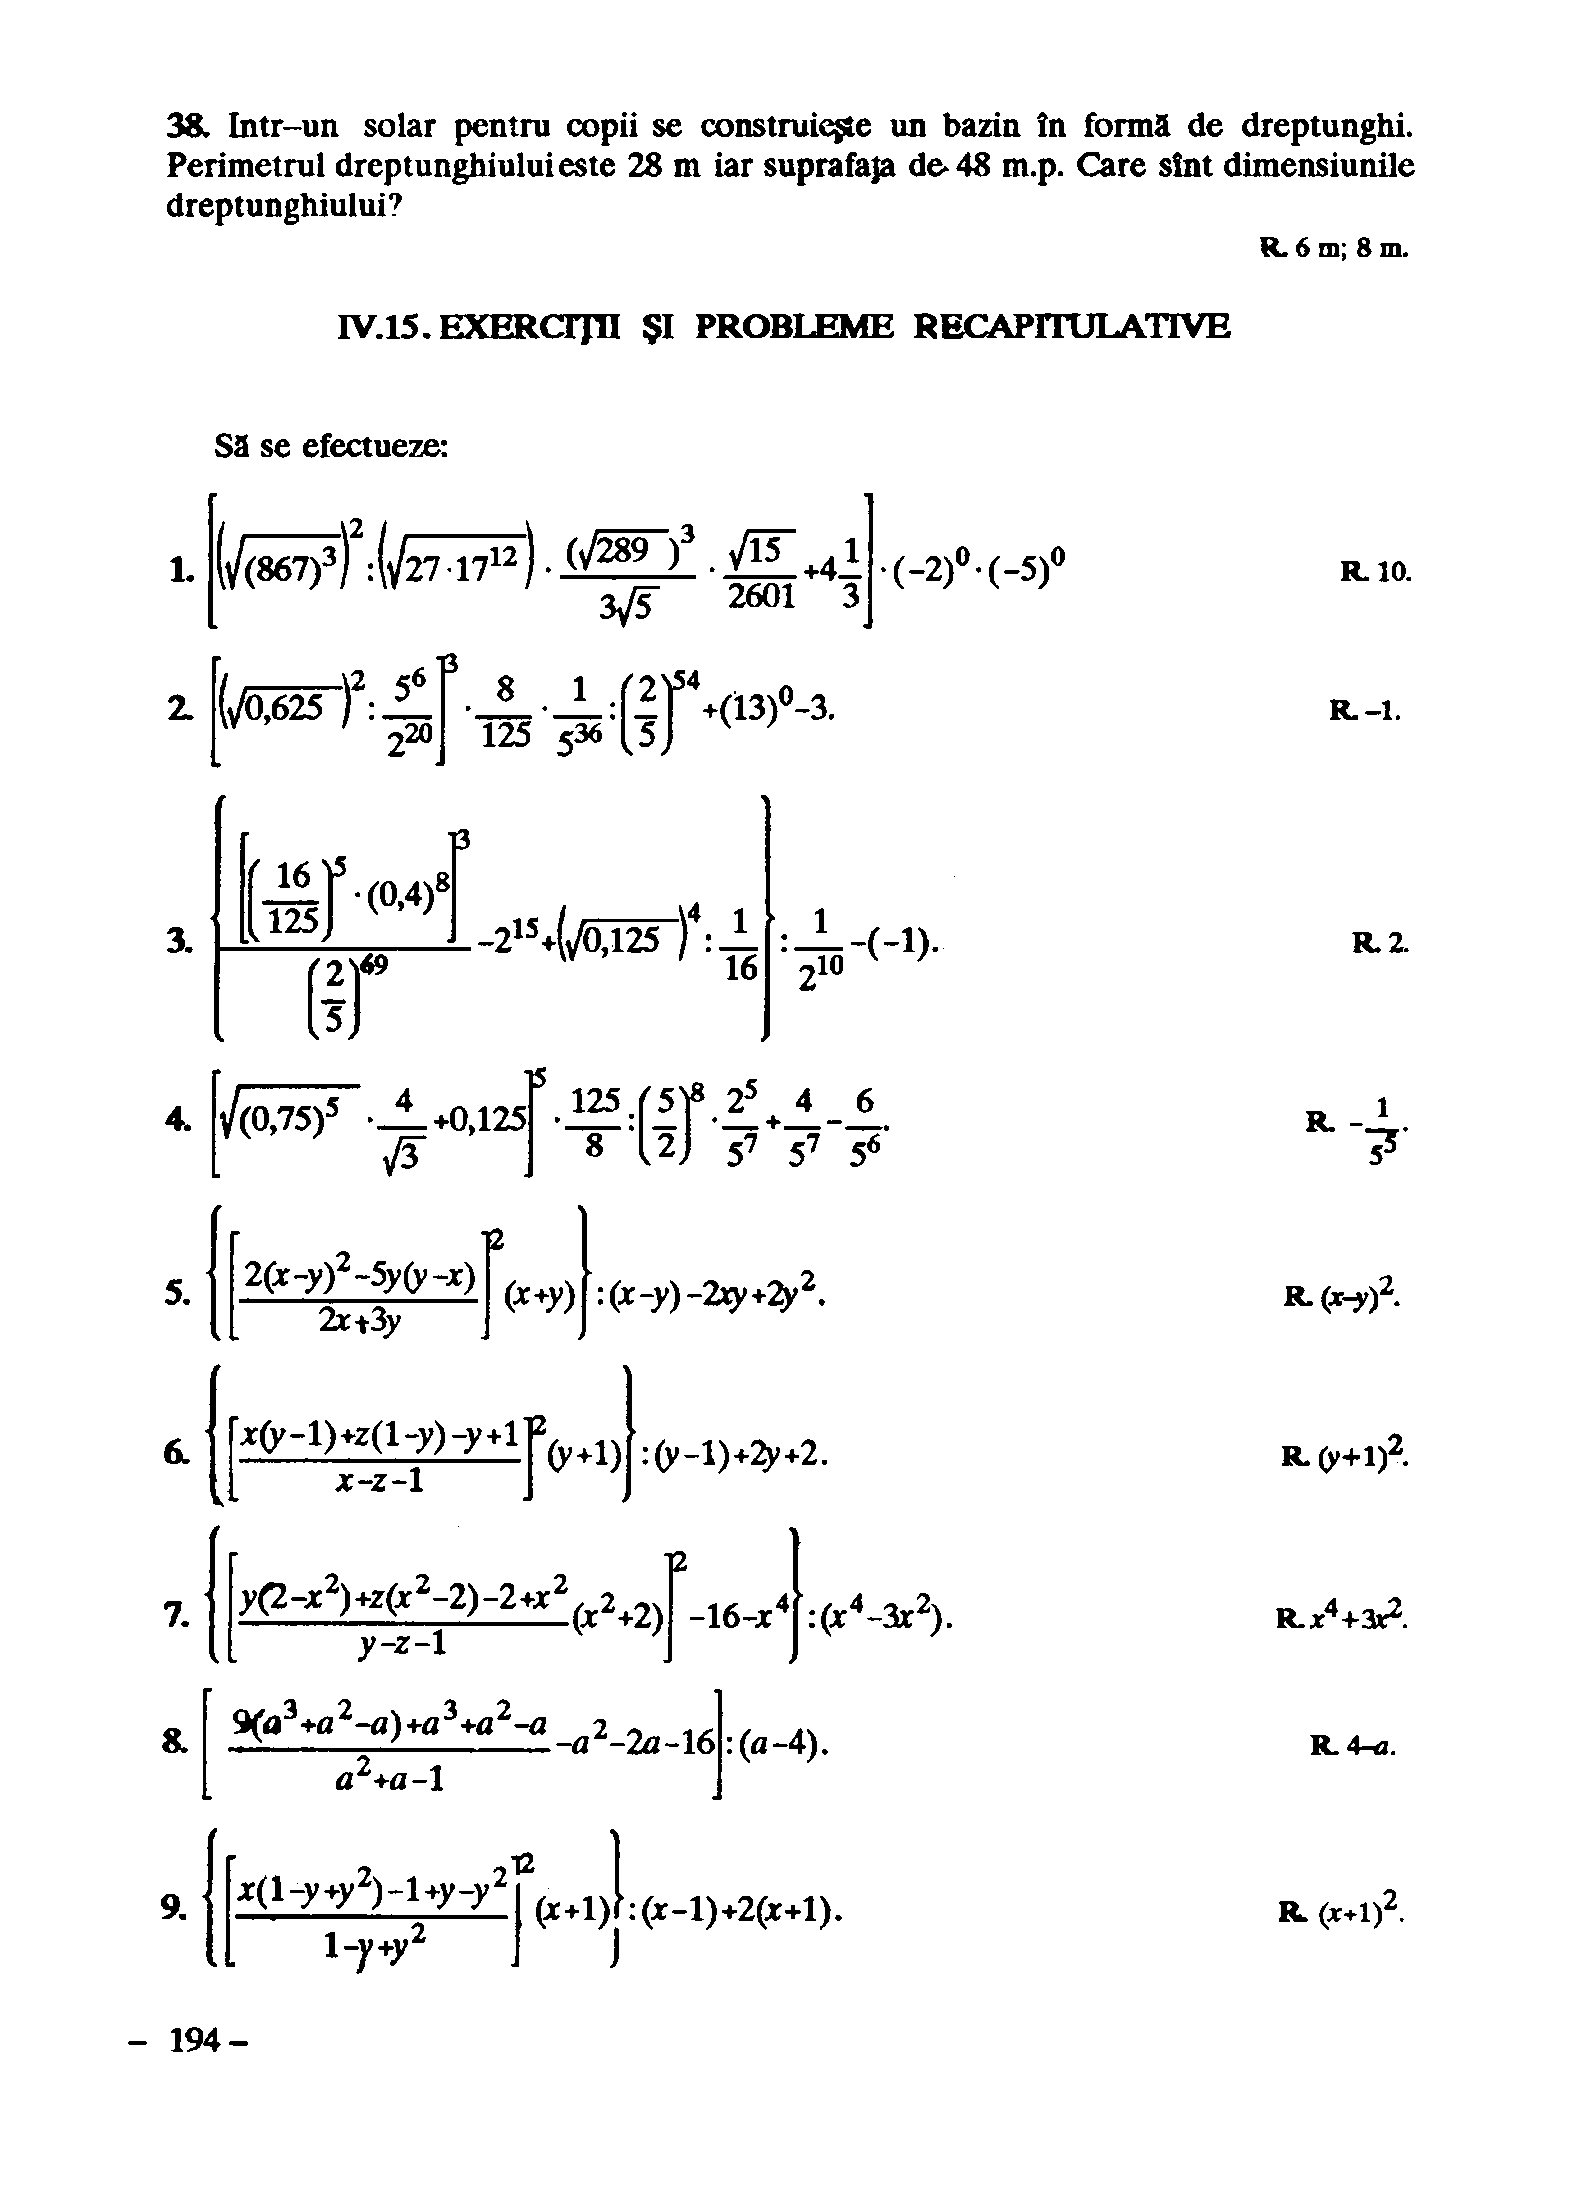 38. Intr–un solar pentru copii se construiește un bazin în formă de dreptunghi.
Perimetrul dreptunghiului este 28 m iar suprafața de 48 m.p. Care sînt dimensiunile
dreptunghiului?
R. 6 m; 8 m.
IV.15. EXERCIȚII ȘI PROBLEME RECAPITULATIVE
Să se efectueze:
1. [(√((867)³))² : (√(27·17¹²)) · (√289)³/(3√5) · √15/2601 + 4 1/3] · (-2)⁰ · (-5)⁰ R. 10.
2. [(√0,625)² : 5⁶/2²⁰]³ · 8/125 · 1/5³⁶ : (2/5)⁵⁴ + (13)⁰ - 3. R. -1.
3. {[(16/125)⁵ · (0,4)⁸]³ / (2/5)⁶⁹ - 2¹⁵ + (√0,125)⁴ : 1/16} : 1/2¹⁰ - (-1). R. 2.
4. [√((0,75)⁵) · 4/√3 + 0,125]⁵ · 125/8 : (5/2)⁸ · 2⁵/5⁷ + 4/5⁷ - 6/5⁶. R. -1/5⁵.
5. {[(2(x-y)²-5y(y-x))/(2x+3y)]² (x+y)} : (x-y) - 2xy + 2y². R. (x-y)².
6. {[(x(y-1)+z(1-y)-y+1)/(x-z-1)]² (y+1)} : (y-1)+2y+2. R. (y+1)².
7. {[(y(2-x²)+z(x²-2)-2+x²)/(y-z-1) (x²+2)]² -16-x⁴} : (x⁴-3x²). R. x⁴+3x².
8. [(9(a³+a²-a)+a³+a²-a)/(a²+a-1) -a²-2a-16] : (a-4). R. 4-a.
9. {[(x(1-y+y²)-1+y-y²)/(1-y+y²)]² (x+1)} : (x-1)+2(x+1). R. (x+1)².
- 194 -